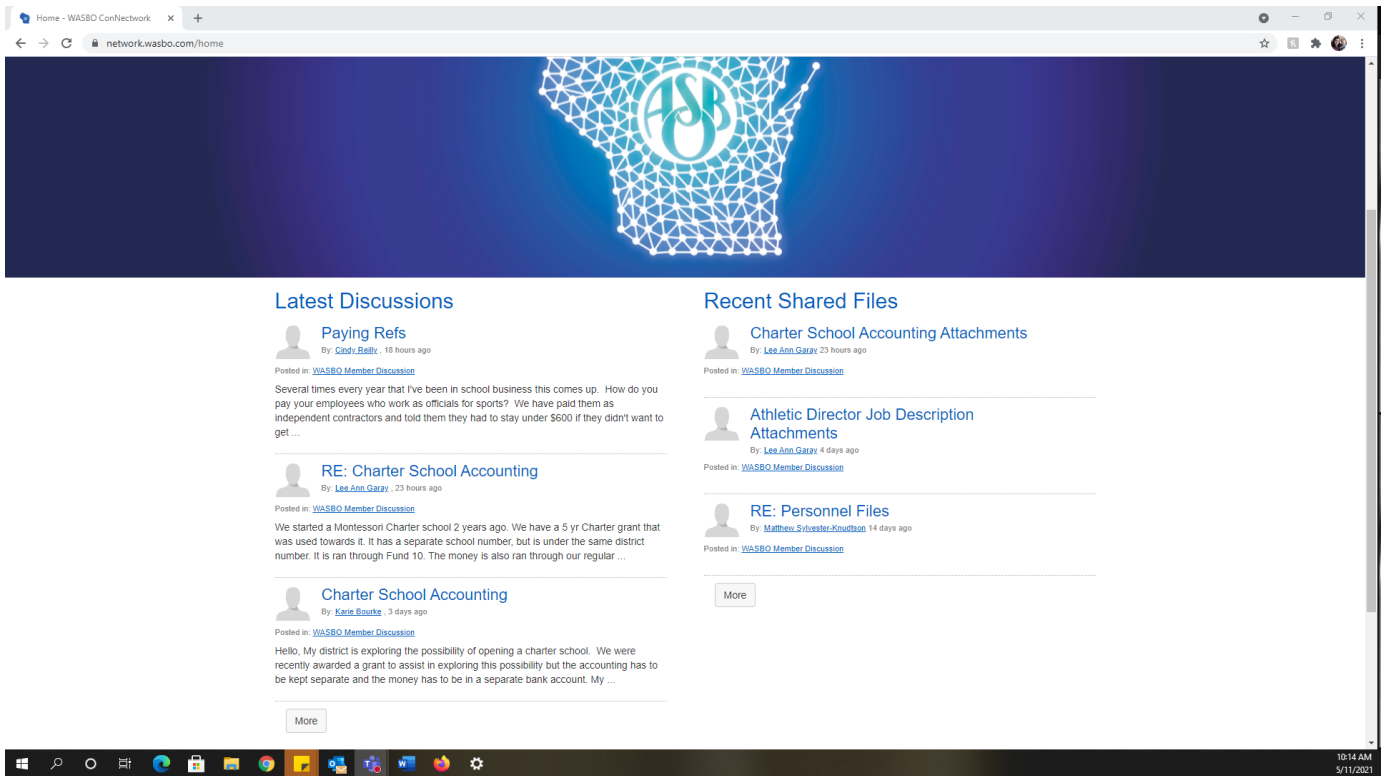 Home - WASBO ConNectwork
network.wasbo.com/home
ASBO
Latest Discussions
Paying Refs
By: Cindy Reilly , 18 hours ago
Posted in: WASBO Member Discussion
Several times every year that I've been in school business this comes up.  How do you
pay your employees who work as officials for sports?  We have paid them as
independent contractors and told them they had to stay under $600 if they didn't want to
get ...
RE: Charter School Accounting
By: Lee Ann Garay , 23 hours ago
Posted in: WASBO Member Discussion
We started a Montessori Charter school 2 years ago. We have a 5 yr Charter grant that
was used towards it. It has a separate school number, but is under the same district
number. It is ran through Fund 10. The money is also ran through our regular ...
Charter School Accounting
By: Karie Bourke , 3 days ago
Posted in: WASBO Member Discussion
Hello, My district is exploring the possibility of opening a charter school.  We were
recently awarded a grant to assist in exploring this possibility but the accounting has to
be kept separate and the money has to be in a separate bank account. My ...
More
Recent Shared Files
Charter School Accounting Attachments
By: Lee Ann Garay 23 hours ago
Posted in: WASBO Member Discussion
Athletic Director Job Description
Attachments
By: Lee Ann Garay 4 days ago
Posted in: WASBO Member Discussion
RE: Personnel Files
By: Matthew Sylvester-Knudtson 14 days ago
Posted in: WASBO Member Discussion
More
10:14 AM
5/11/2021